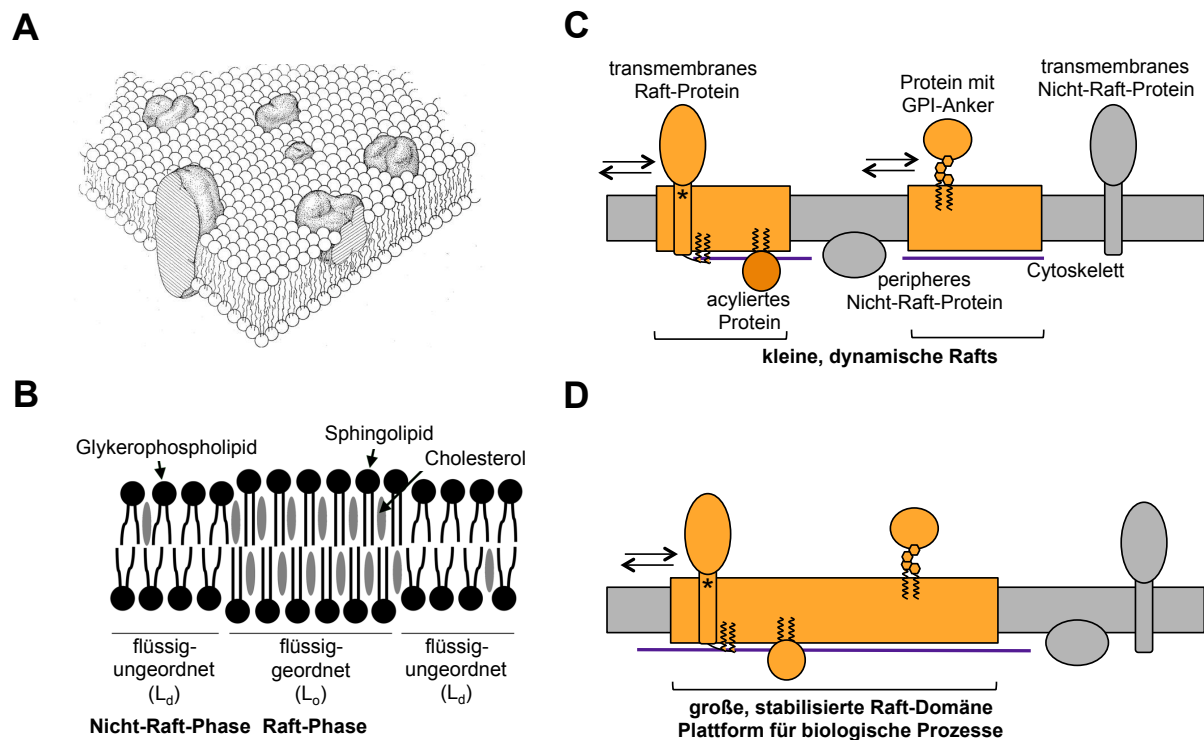 A
B
Glykerophospholipid
Sphingolipid
Cholesterol
flüssig-
ungeordnet
(Ld)
flüssig-
geordnet
(Lo)
flüssig-
ungeordnet
(Ld)
Nicht-Raft-Phase
Raft-Phase
C
transmembranes
Raft-Protein
Protein mit
GPI-Anker
transmembranes
Nicht-Raft-Protein
*
acyliertes
Protein
peripheres
Nicht-Raft-Protein
Cytoskelett
kleine, dynamische Rafts
D
*
große, stabilisierte Raft-Domäne
Plattform für biologische Prozesse